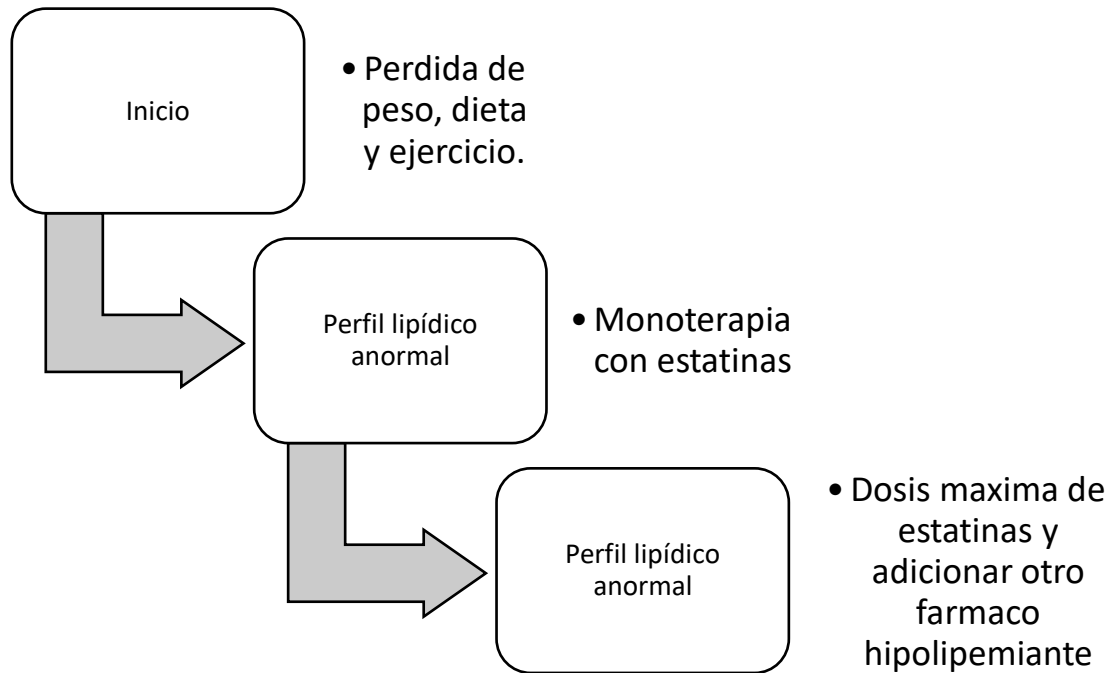 Inicio
• Perdida de
peso, dieta
y ejercicio.
Perfil lipídico
anormal
• Monoterapia
con estatinas
Perfil lipídico
anormal
• Dosis maxima de
estatinas y
adicionar otro
farmaco
hipolipemiante